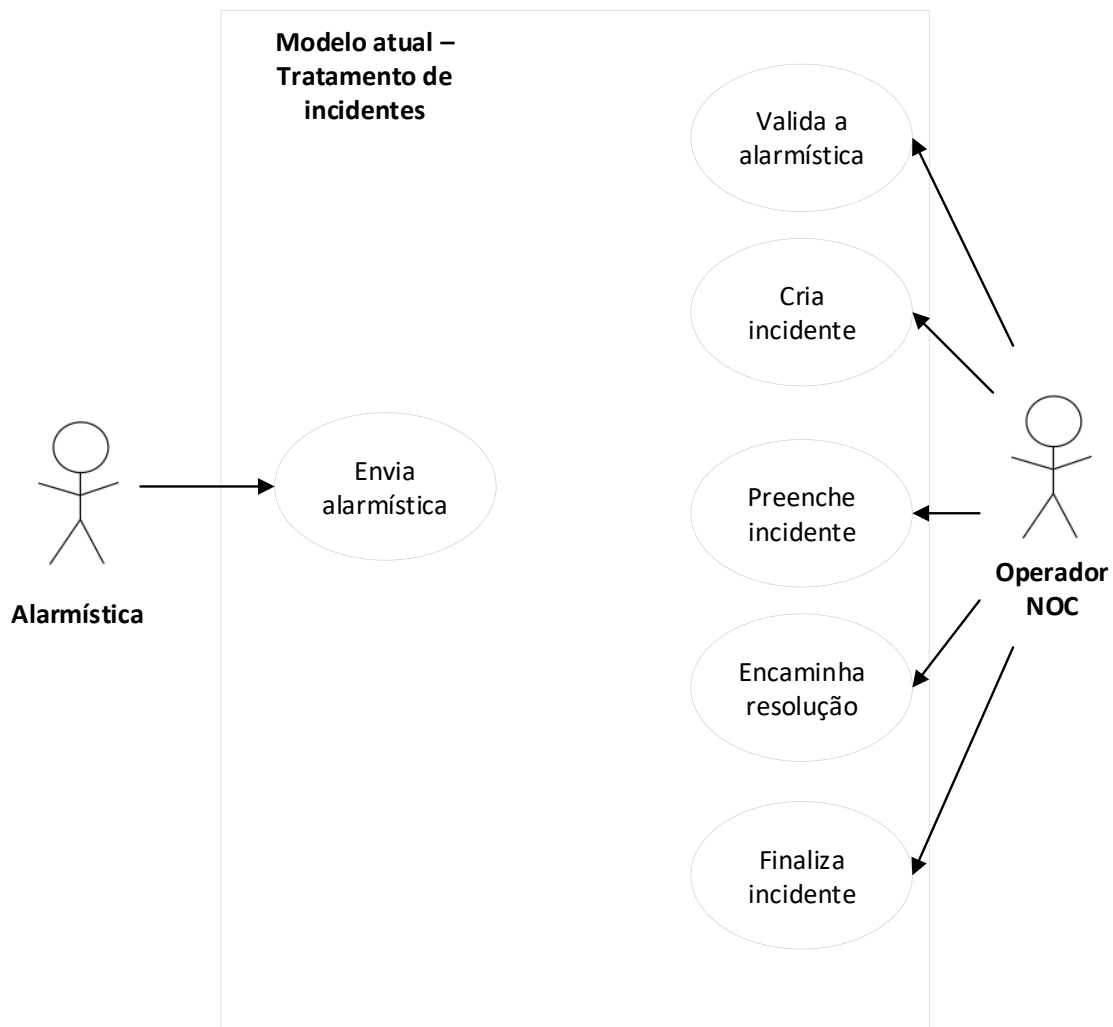 Modelo atual –
Tratamento de
incidentes
Valida a
alarmística
Cria
incidente
Envia
alarmística
Preenche
incidente
Alarmística
Operador
NOC
Encaminha
resolução
Finaliza
incidente